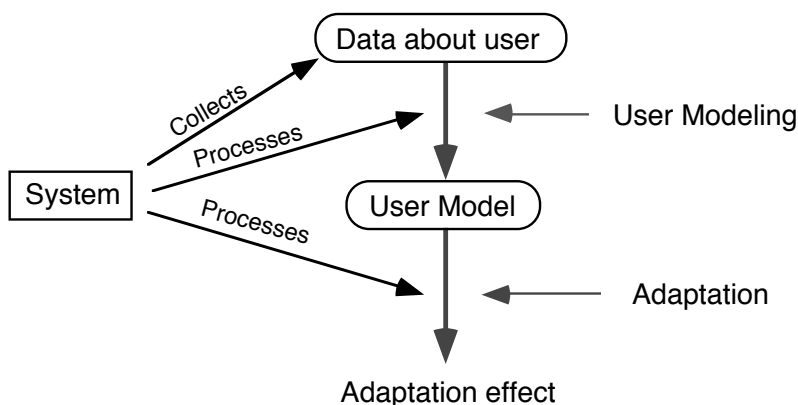 Data about user
Collects
Processes
User Modeling
System
User Model
Processes
Adaptation
Adaptation effect